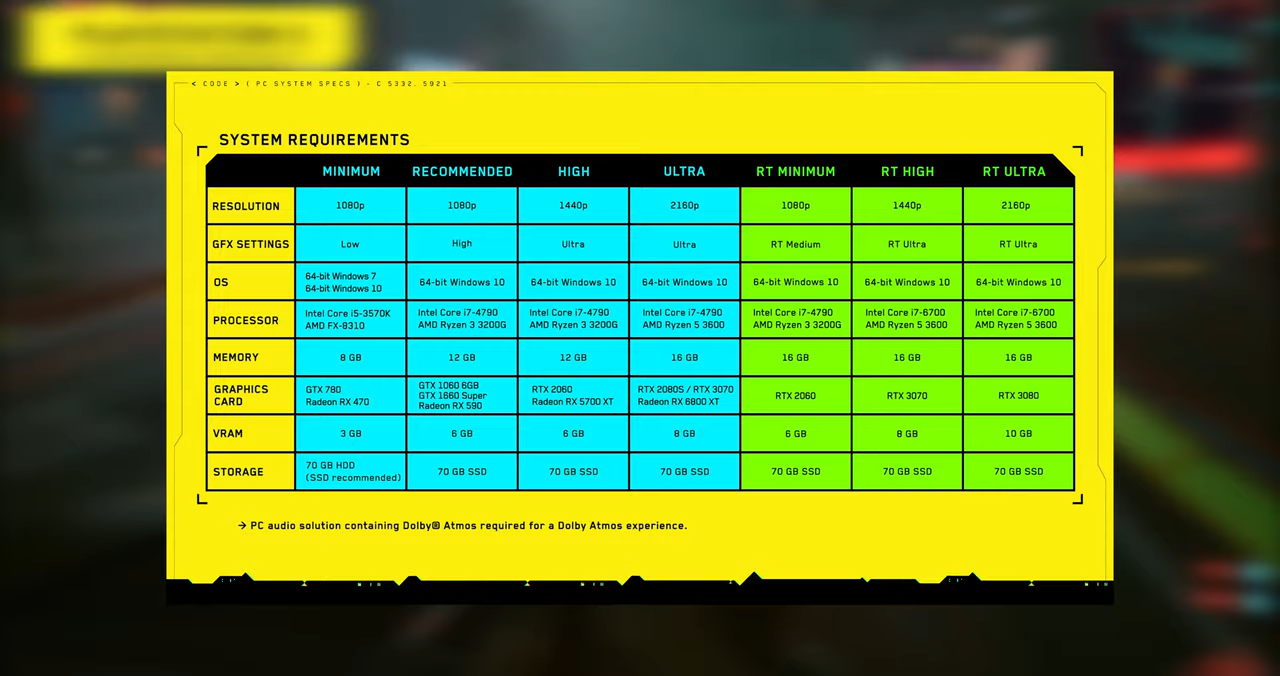 < CODE > ( PC SYSTEM SPECS ) - C 5332. 5921
SYSTEM REQUIREMENTS
MINIMUM RECOMMENDED HIGH ULTRA RT MINIMUM RT HIGH RT ULTRA
RESOLUTION 1080p 1080p 1440p 2160p 1080p 1440p 2160p
GFX SETTINGS Low High Ultra Ultra RT Medium RT Ultra RT Ultra
OS 64-bit Windows 7 64-bit Windows 10 64-bit Windows 10 64-bit Windows 10 64-bit Windows 10 64-bit Windows 10 64-bit Windows 10
64-bit Windows 10
PROCESSOR Intel Core i5-3570K Intel Core i7-4790 Intel Core i7-4790 Intel Core i7-4790 Intel Core i7-4790 Intel Core i7-6700 Intel Core i7-6700
AMD FX-8310 AMD Ryzen 3 3200G AMD Ryzen 3 3200G AMD Ryzen 5 3600 AMD Ryzen 3 3200G AMD Ryzen 5 3600 AMD Ryzen 5 3600
MEMORY 8 GB 12 GB 12 GB 16 GB 16 GB 16 GB 16 GB
GRAPHICS CARD GTX 780 GTX 1060 6GB RTX 2060 RTX 2080S / RTX 3070 RTX 2060 RTX 3070 RTX 3080
Radeon RX 470 GTX 1660 Super Radeon RX 5700 XT Radeon RX 6800 XT
Radeon RX 590
VRAM 3 GB 6 GB 6 GB 8 GB 6 GB 8 GB 10 GB
STORAGE 70 GB HDD 70 GB SSD 70 GB SSD 70 GB SSD 70 GB SSD 70 GB SSD 70 GB SSD
(SSD recommended)
→ PC audio solution containing Dolby® Atmos required for a Dolby Atmos experience.